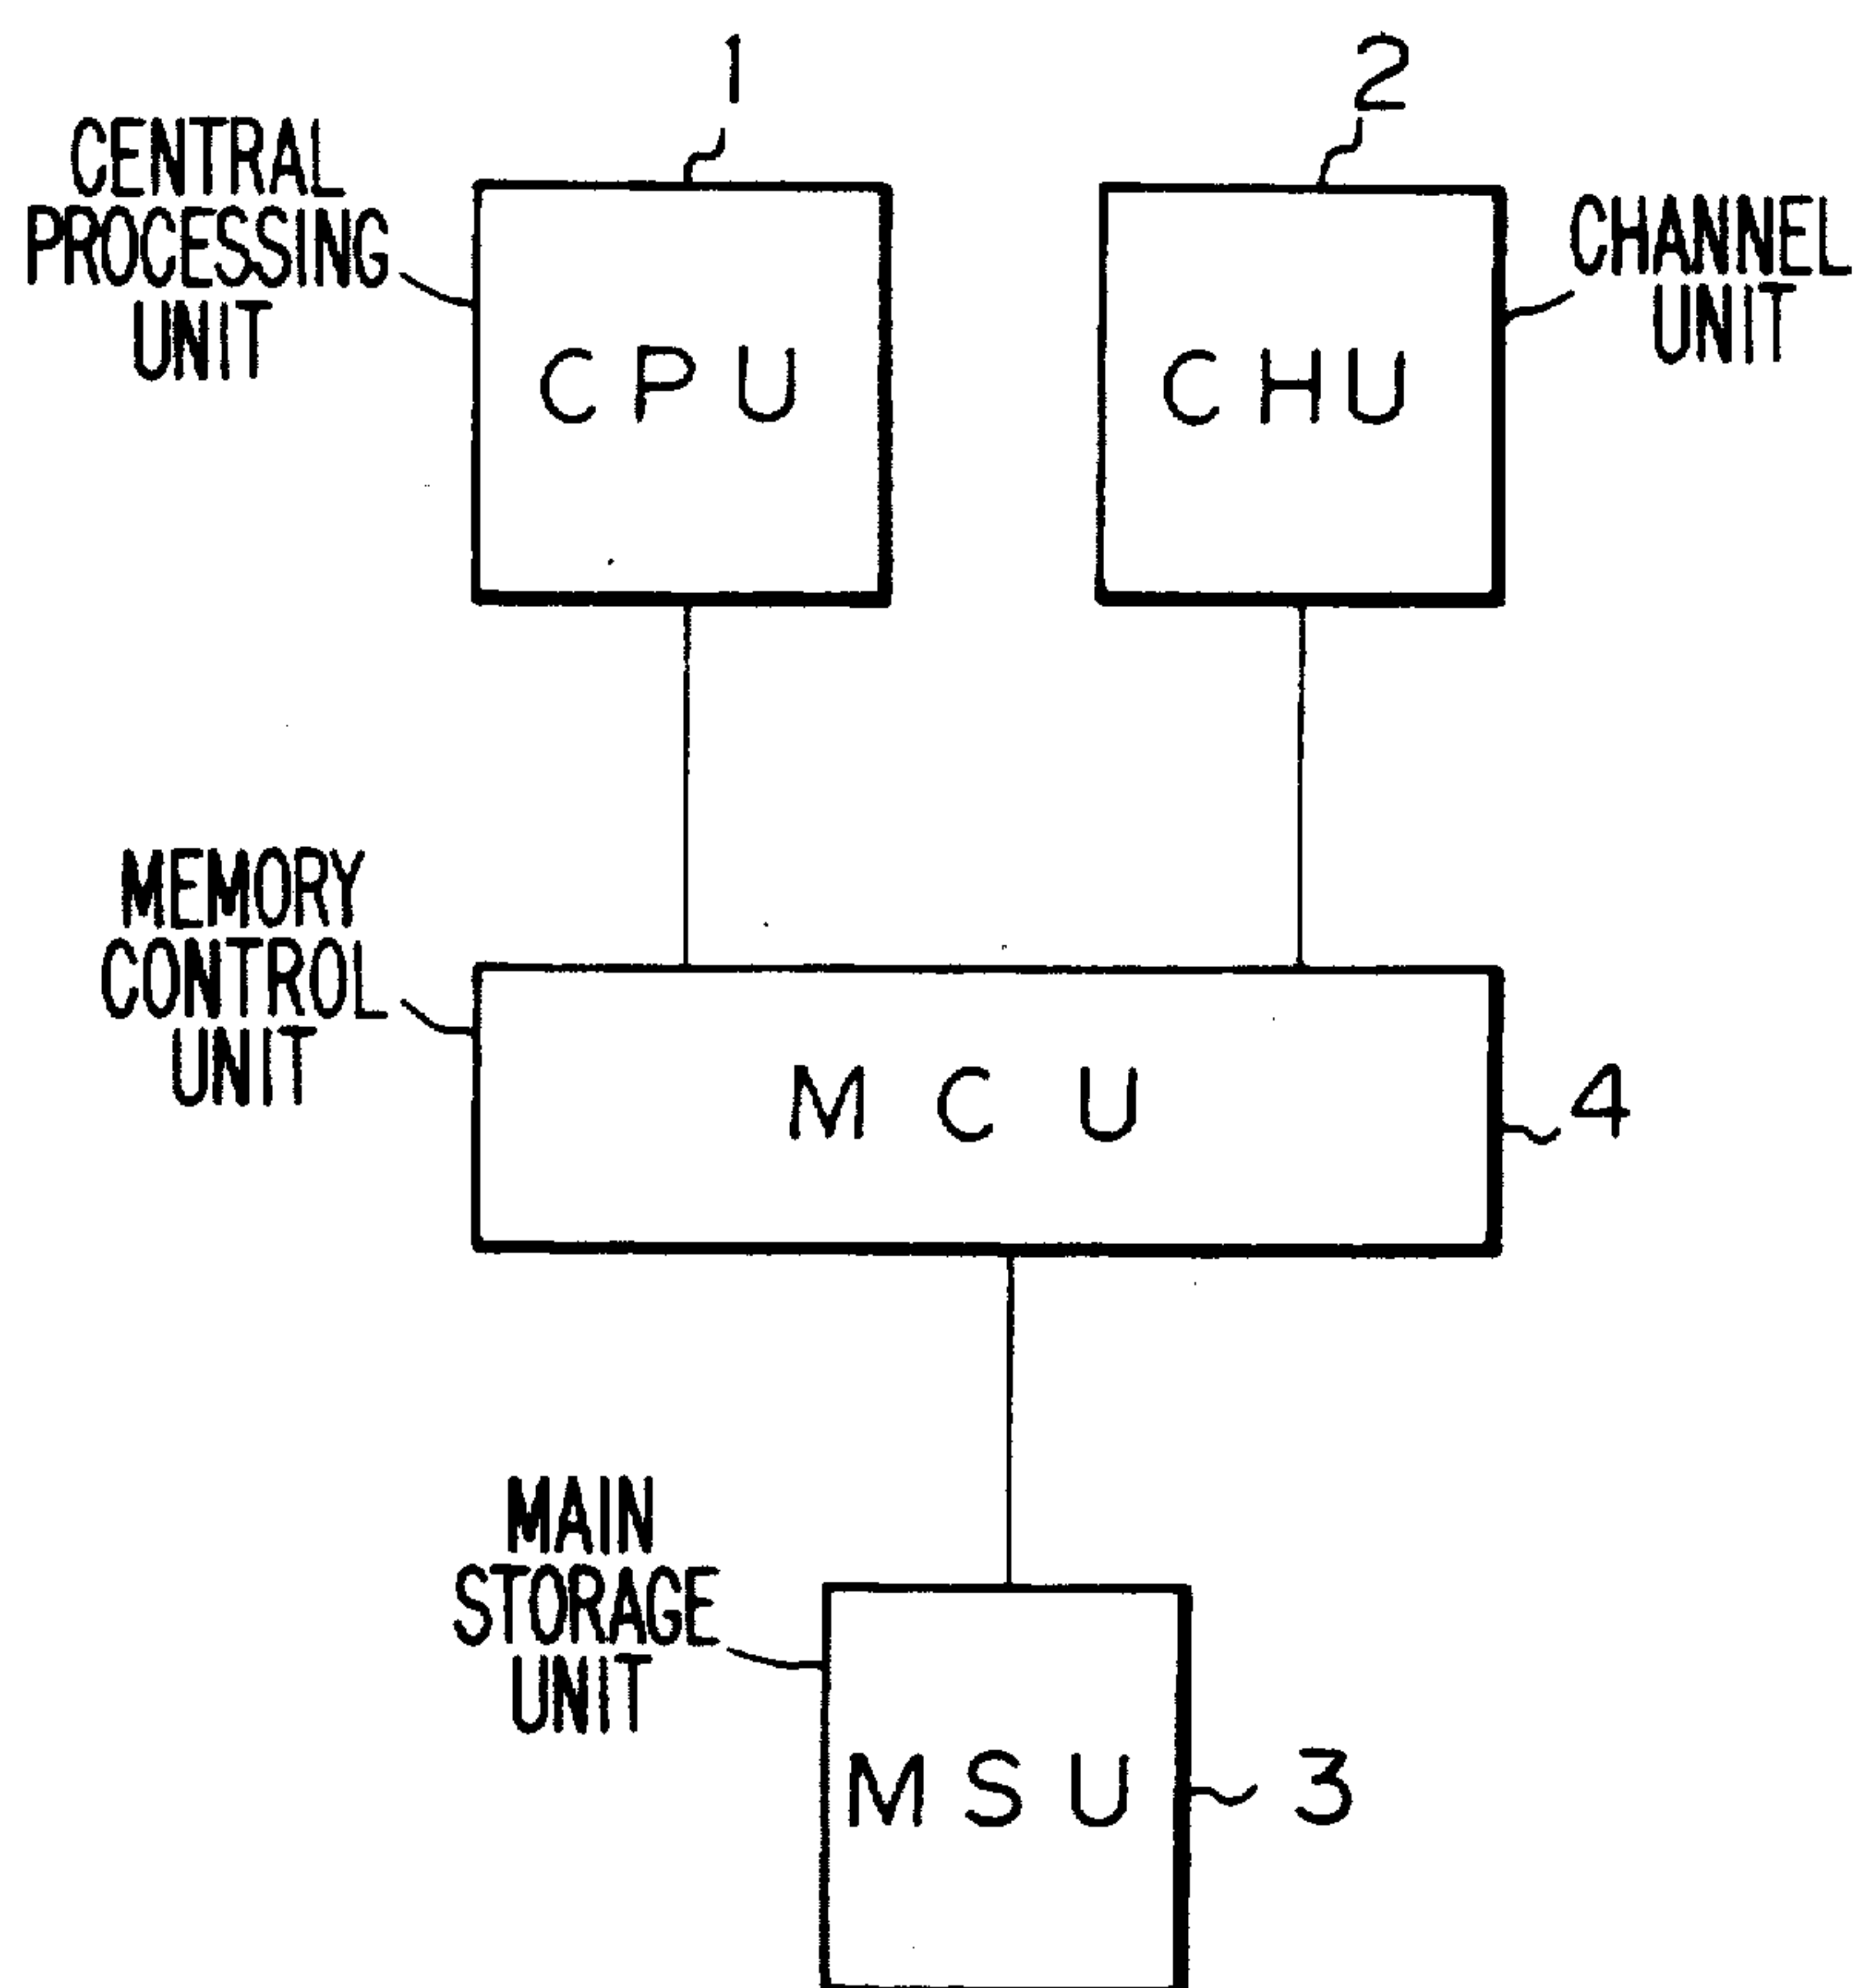 1
2
CENTRAL
PROCESSING
UNIT
CHANNEL
UNIT
CPU
CHU
MEMORY
CONTROL
UNIT
MCU
4
MAIN
STORAGE
UNIT
MSU
3